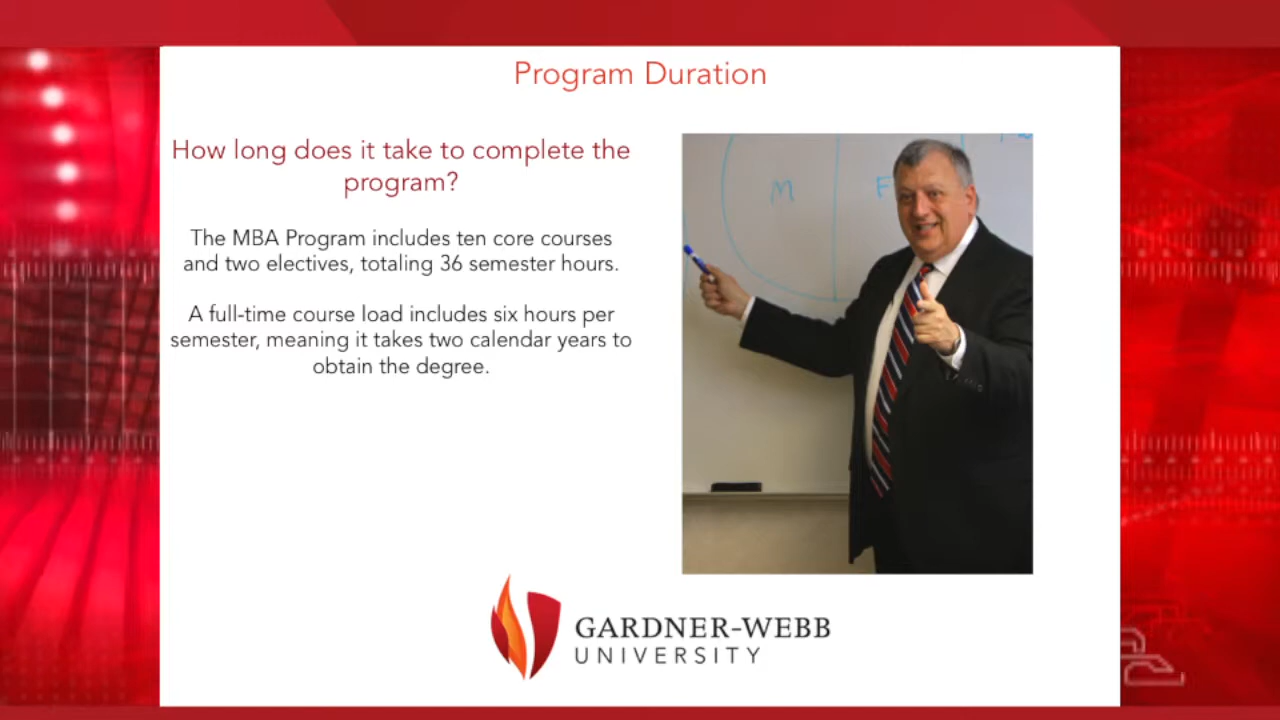 Program Duration
How long does it take to complete the
program?
The MBA Program includes ten core courses
and two electives, totaling 36 semester hours.
A full-time course load includes six hours per
semester, meaning it takes two calendar years to
obtain the degree.
M
F
GARDNER-WEBB
UNIVERSITY